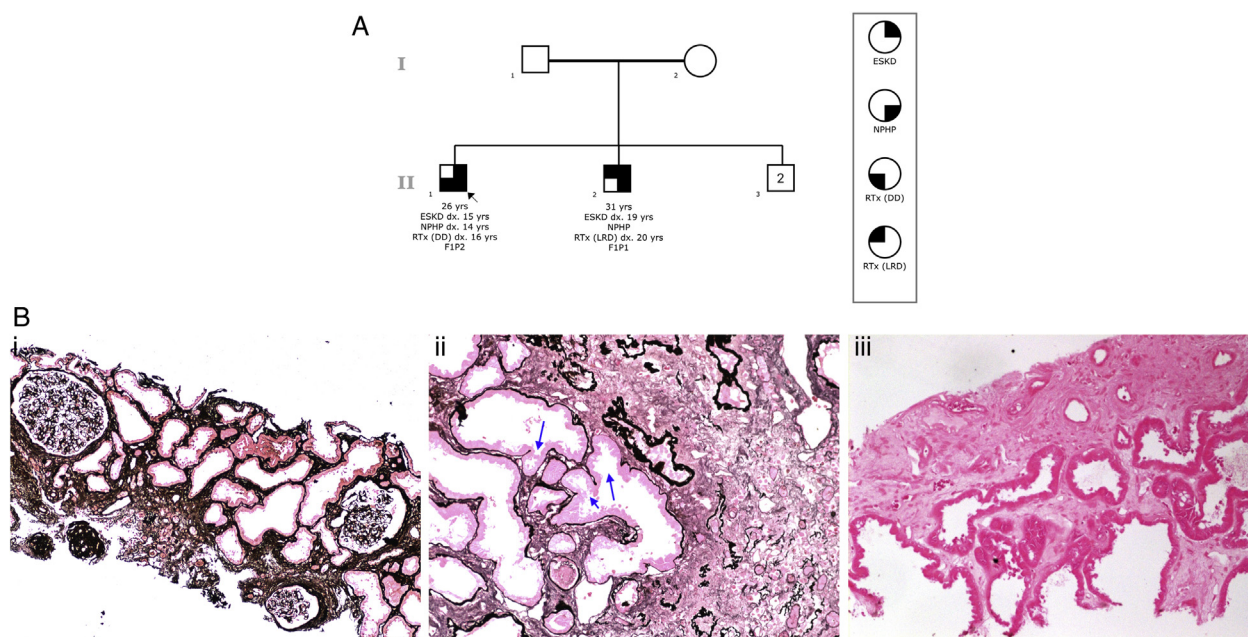 A
I
1
2
II
1
26 yrs
ESKD dx. 15 yrs
NPHP dx. 14 yrs
RTx (DD) dx. 16 yrs
F1P2
2
31 yrs
ESKD dx. 19 yrs
NPHP
RTx (LRD) dx. 20 yrs
F1P1
2
3
ESKD
NPHP
RTx (DD)
RTx (LRD)
B
i
ii
iii